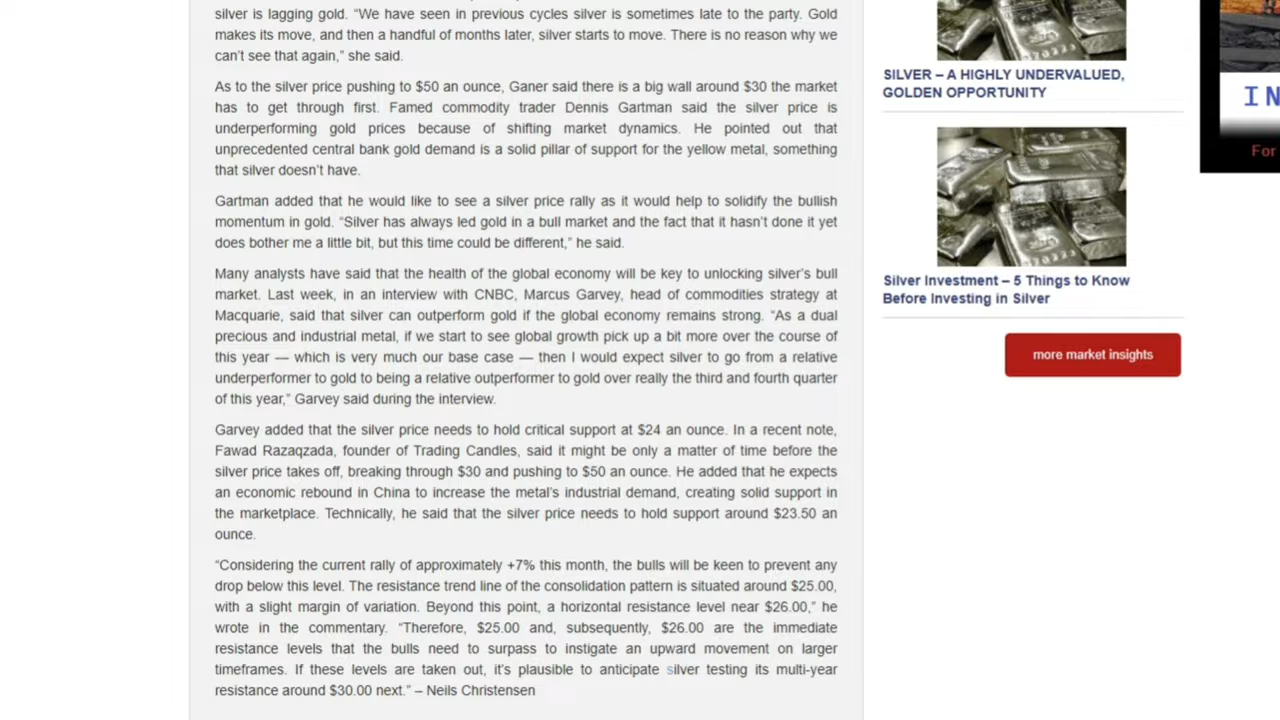 silver is lagging gold. “We have seen in previous cycles silver is sometimes late to the party. Gold
makes its move, and then a handful of months later, silver starts to move. There is no reason why we
can’t see that again,” she said.
As to the silver price pushing to $50 an ounce, Ganer said there is a big wall around $30 the market
has to get through first. Famed commodity trader Dennis Gartman said the silver price is
underperforming gold prices because of shifting market dynamics. He pointed out that
unprecedented central bank gold demand is a solid pillar of support for the yellow metal, something
that silver doesn’t have.
Gartman added that he would like to see a silver price rally as it would help to solidify the bullish
momentum in gold. “Silver has always led gold in a bull market and the fact that it hasn’t done it yet
does bother me a little bit, but this time could be different,” he said.
Many analysts have said that the health of the global economy will be key to unlocking silver’s bull
market. Last week, in an interview with CNBC, Marcus Garvey, head of commodities strategy at
Macquarie, said that silver can outperform gold if the global economy remains strong. “As a dual
precious and industrial metal, if we start to see global growth pick up a bit more over the course of
this year — which is very much our base case — then I would expect silver to go from a relative
underperformer to gold to being a relative outperformer to gold over really the third and fourth quarter
of this year,” Garvey said during the interview.
Garvey added that the silver price needs to hold critical support at $24 an ounce. In a recent note,
Fawad Razaqzada, founder of Trading Candles, said it might be only a matter of time before the
silver price takes off, breaking through $30 and pushing to $50 an ounce. He added that he expects
an economic rebound in China to increase the metal’s industrial demand, creating solid support in
the marketplace. Technically, he said that the silver price needs to hold support around $23.50 an
ounce.
“Considering the current rally of approximately +7% this month, the bulls will be keen to prevent any
drop below this level. The resistance trend line of the consolidation pattern is situated around $25.00,
with a slight margin of variation. Beyond this point, a horizontal resistance level near $26.00,” he
wrote in the commentary. “Therefore, $25.00 and, subsequently, $26.00 are the immediate
resistance levels that the bulls need to surpass to instigate an upward movement on larger
timeframes. If these levels are taken out, it’s plausible to anticipate silver testing its multi-year
resistance around $30.00 next.” – Neils Christensen
SILVER – A HIGHLY UNDERVALUED,
GOLDEN OPPORTUNITY
Silver Investment – 5 Things to Know
Before Investing in Silver
more market insights
IN
For